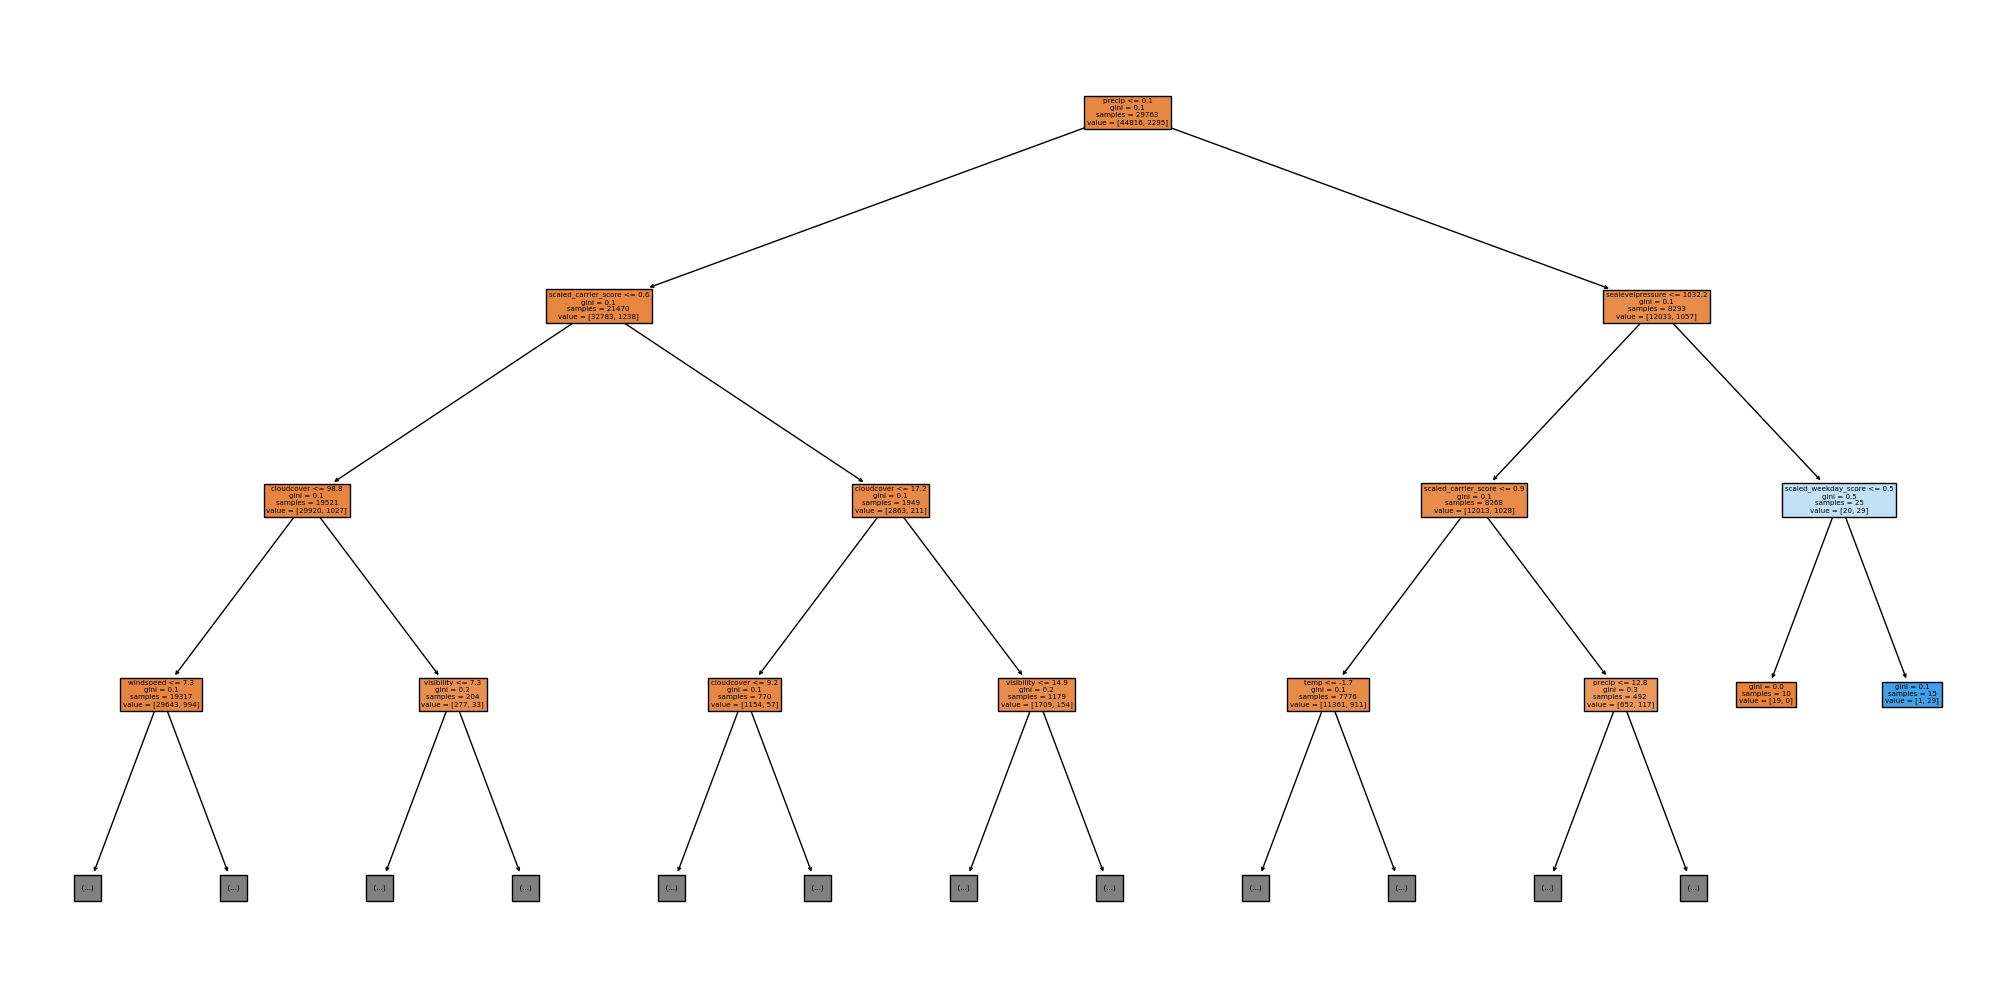 precip <= 0.1
gini = 0.1
samples = 29763
value = [44816, 2295]
scaled_carrier_score <= 0.6
gini = 0.1
samples = 21470
value = [32783, 1238]
sealevelpressure <= 1032.2
gini = 0.1
samples = 8293
value = [12033, 1057]
cloudcover <= 98.8
gini = 0.1
samples = 19521
value = [29920, 1027]
cloudcover <= 17.2
gini = 0.1
samples = 1949
value = [2863, 211]
scaled_carrier_score <= 0.9
gini = 0.1
samples = 8268
value = [12013, 1028]
scaled_weekday_score <= 0.5
gini = 0.5
samples = 25
value = [20, 29]
windspeed <= 7.3
gini = 0.1
samples = 19317
value = [29643, 994]
visibility <= 7.3
gini = 0.2
samples = 204
value = [277, 33]
cloudcover <= 9.2
gini = 0.1
samples = 770
value = [1154, 57]
visibility <= 14.9
gini = 0.2
samples = 1179
value = [1709, 154]
temp <= -1.7
gini = 0.1
samples = 7776
value = [11361, 911]
precip <= 12.8
gini = 0.3
samples = 492
value = [652, 117]
gini = 0.0
samples = 10
value = [19, 0]
gini = 0.1
samples = 15
value = [1, 29]
(...)
(...)
(...)
(...)
(...)
(...)
(...)
(...)
(...)
(...)
(...)
(...)